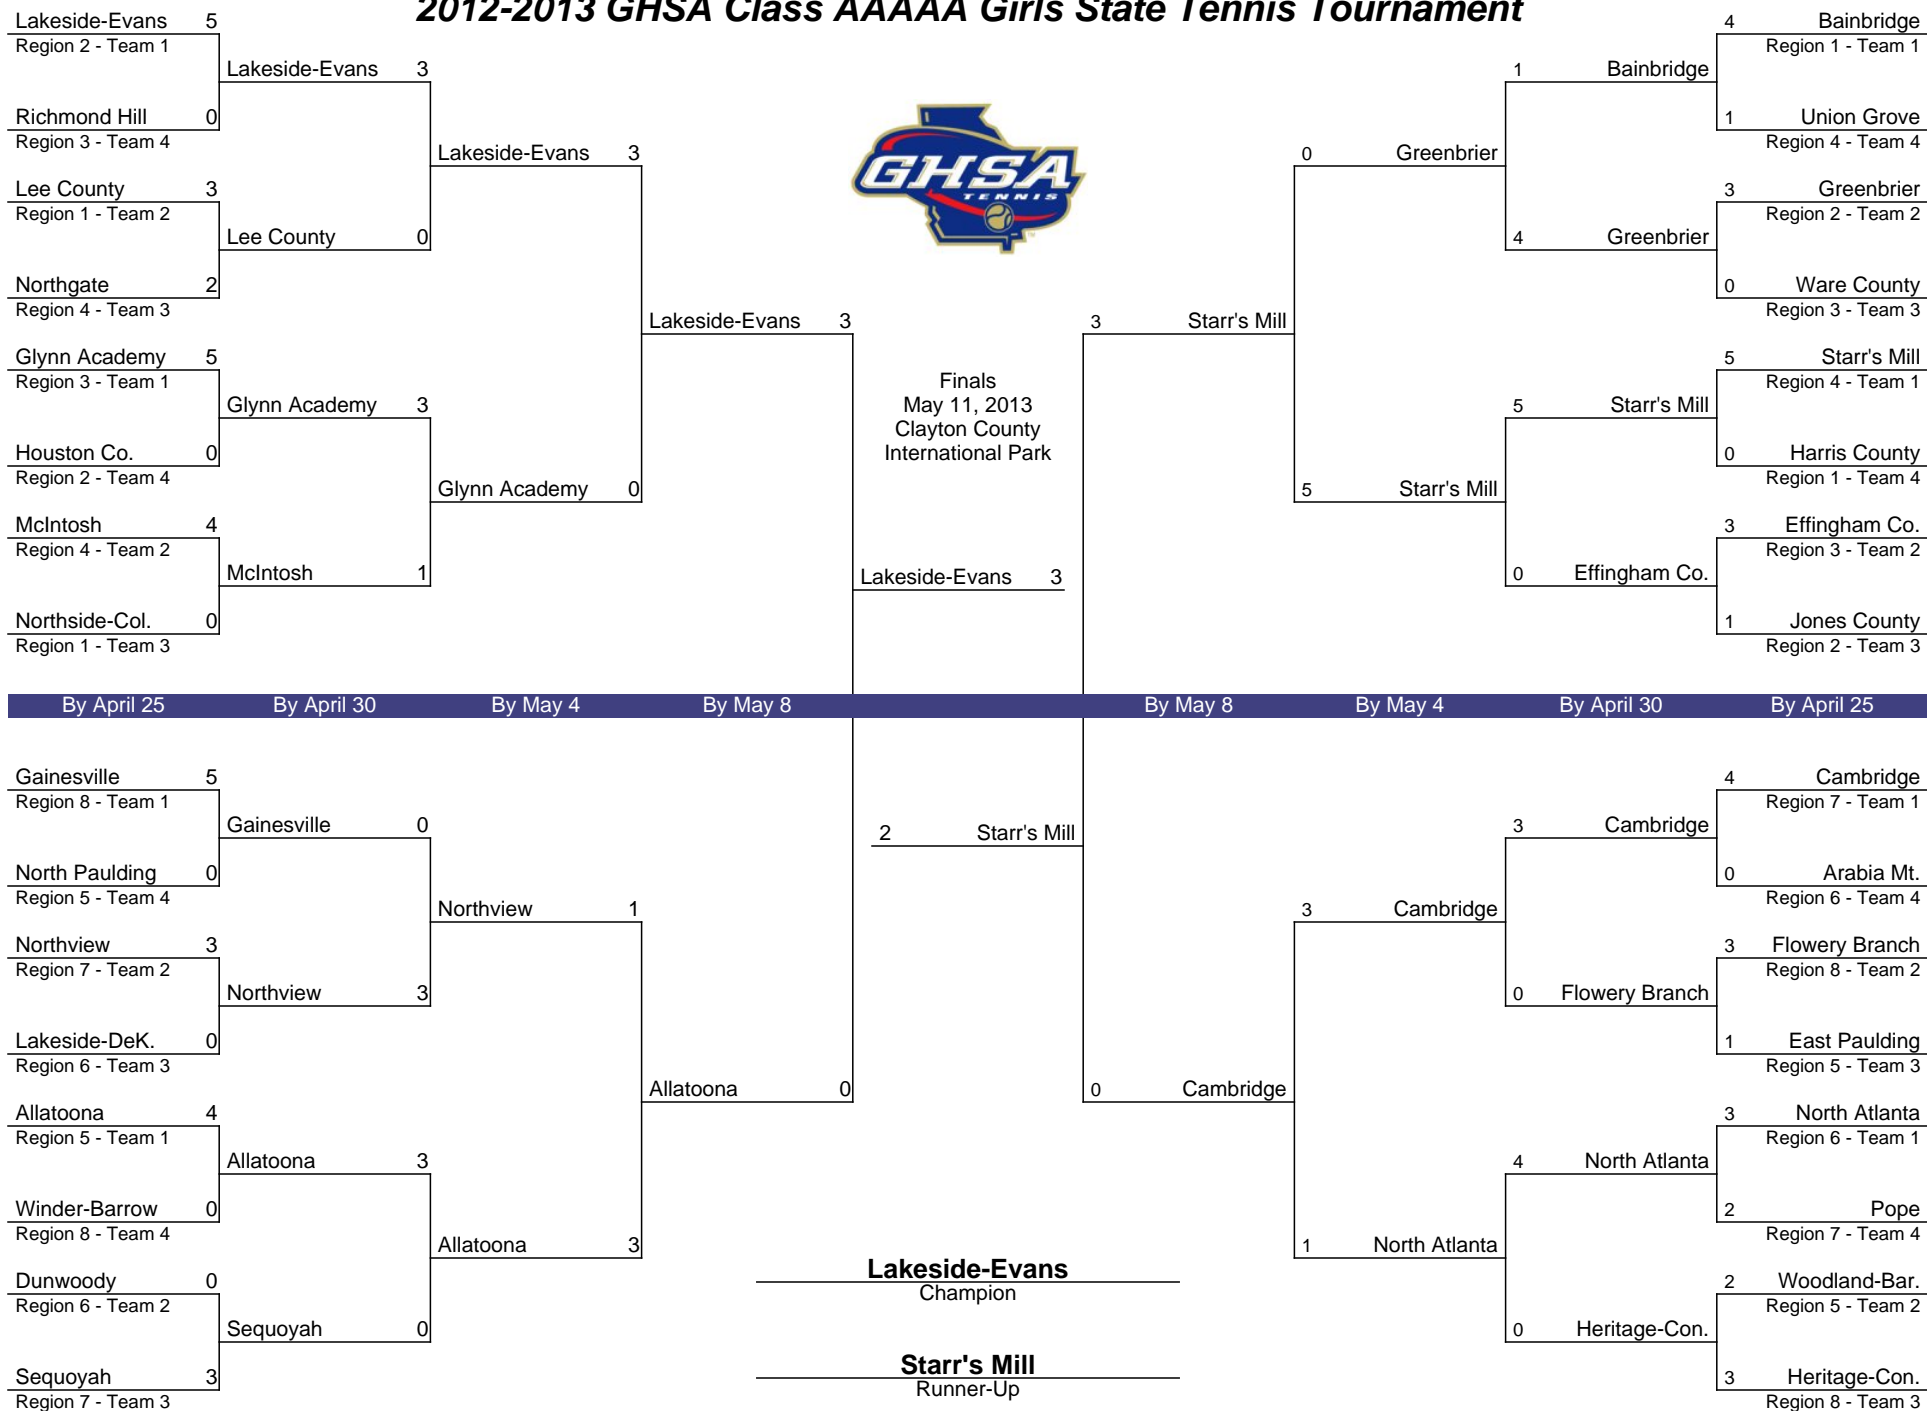 2012-2013 GHSA Class AAAAA Girls State Tennis Tournament
Lakeside-Evans 5
Region 2 - Team 1
Richmond Hill 0
Region 3 - Team 4
Lee County 3
Region 1 - Team 2
Northgate 2
Region 4 - Team 3
Glynn Academy 5
Region 3 - Team 1
Houston Co. 0
Region 2 - Team 4
McIntosh 4
Region 4 - Team 2
Northside-Col. 0
Region 1 - Team 3
Lakeside-Evans 3
Lee County 0
Glynn Academy 3
McIntosh 1
Lakeside-Evans 3
Glynn Academy 0
Lakeside-Evans 3
GHSA
TENNIS
Finals
May 11, 2013
Clayton County
International Park
Lakeside-Evans 3
3 Starr's Mill
0 Greenbrier
5 Starr's Mill
1 Bainbridge
4 Greenbrier
5 Starr's Mill
0 Effingham Co.
4 Bainbridge
Region 1 - Team 1
1 Union Grove
Region 4 - Team 4
3 Greenbrier
Region 2 - Team 2
0 Ware County
Region 3 - Team 3
5 Starr's Mill
Region 4 - Team 1
0 Harris County
Region 1 - Team 4
3 Effingham Co.
Region 3 - Team 2
1 Jones County
Region 2 - Team 3
By April 25 By April 30 By May 4 By May 8 By May 8 By May 4 By April 30 By April 25
Gainesville 5
Region 8 - Team 1
North Paulding 0
Region 5 - Team 4
Northview 3
Region 7 - Team 2
Lakeside-DeK. 0
Region 6 - Team 3
Allatoona 4
Region 5 - Team 1
Winder-Barrow 0
Region 8 - Team 4
Dunwoody 0
Region 6 - Team 2
Sequoyah 3
Region 7 - Team 3
Gainesville 0
Northview 3
Allatoona 3
Sequoyah 0
Northview 1
Allatoona 3
Allatoona 0
2 Starr's Mill
Lakeside-Evans
Champion
Starr's Mill
Runner-Up
0 Cambridge
3 Cambridge
1 North Atlanta
3 Cambridge
0 Flowery Branch
4 North Atlanta
0 Heritage-Con.
4 Cambridge
Region 7 - Team 1
0 Arabia Mt.
Region 6 - Team 4
3 Flowery Branch
Region 8 - Team 2
1 East Paulding
Region 5 - Team 3
3 North Atlanta
Region 6 - Team 1
2 Pope
Region 7 - Team 4
2 Woodland-Bar.
Region 5 - Team 2
3 Heritage-Con.
Region 8 - Team 3